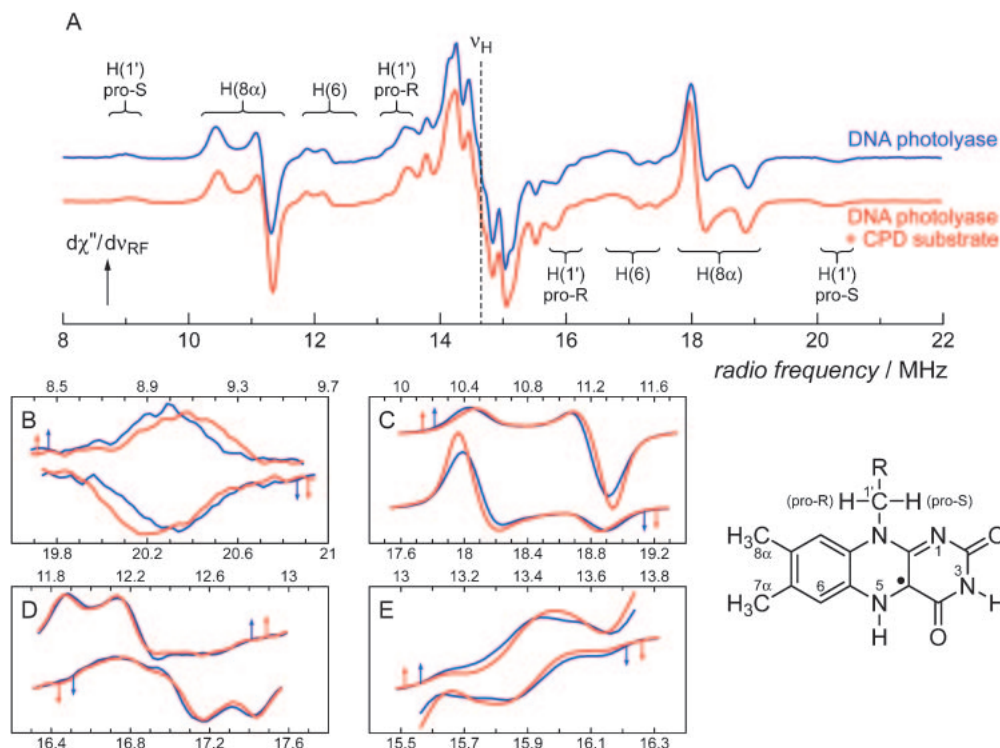 A
νH
H(1')
pro-S
H(8α)
H(6)
H(1')
pro-R
DNA photolyase
DNA photolyase
+ CPD substrate
dχ"/dνRF
H(1')
pro-R
H(6)
H(8α)
H(1')
pro-S
8 10 12 14 16 18 20 22
radio frequency / MHz
8.5 8.9 9.3 9.7
B
19.8 20.2 20.6 21
10 10.4 10.8 11.2 11.6
C
17.6 18 18.4 18.8 19.2
11.8 12.2 12.6 13
D
16.4 16.8 17.2 17.6
13 13.2 13.4 13.6 13.8
E
15.5 15.7 15.9 16.1 16.3
R
(pro-R) H C 1' H (pro-S)
H3C 8α N N 1 O
H3C 7α 6 5 N 3 N H
H O